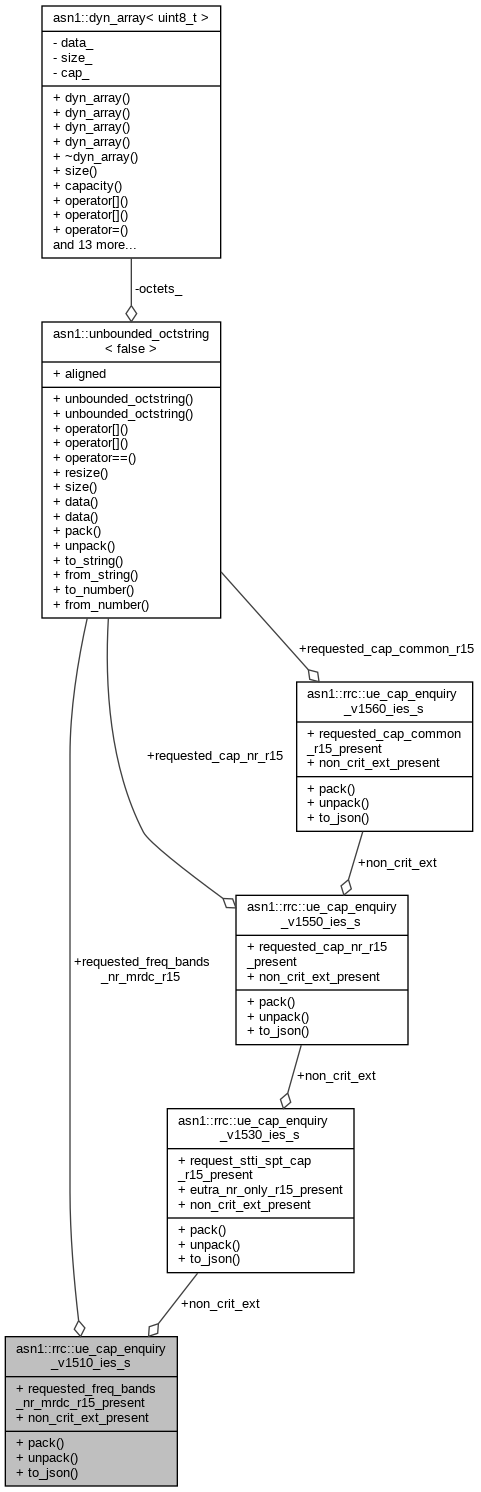 asn1::dyn_array< uint8_t >
- data_
- size_
- cap_
+ dyn_array()
+ dyn_array()
+ dyn_array()
+ dyn_array()
+ ~dyn_array()
+ size()
+ capacity()
+ operator[]()
+ operator[]()
+ operator=()
and 13 more...
-octets_
asn1::unbounded_octstring
< false >
+ aligned
+ unbounded_octstring()
+ unbounded_octstring()
+ operator[]()
+ operator[]()
+ operator==()
+ resize()
+ size()
+ data()
+ data()
+ pack()
+ unpack()
+ to_string()
+ from_string()
+ to_number()
+ from_number()
+requested_cap_common_r15
asn1::rrc::ue_cap_enquiry
_v1560_ies_s
+ requested_cap_common
_r15_present
+ non_crit_ext_present
+ pack()
+ unpack()
+ to_json()
+requested_cap_nr_r15
+non_crit_ext
asn1::rrc::ue_cap_enquiry
_v1550_ies_s
+ requested_cap_nr_r15
_present
+ non_crit_ext_present
+ pack()
+ unpack()
+ to_json()
+requested_freq_bands
_nr_mrdc_r15
+non_crit_ext
asn1::rrc::ue_cap_enquiry
_v1530_ies_s
+ request_stti_spt_cap
_r15_present
+ eutra_nr_only_r15_present
+ non_crit_ext_present
+ pack()
+ unpack()
+ to_json()
+non_crit_ext
asn1::rrc::ue_cap_enquiry
_v1510_ies_s
+ requested_freq_bands
_nr_mrdc_r15_present
+ non_crit_ext_present
+ pack()
+ unpack()
+ to_json()